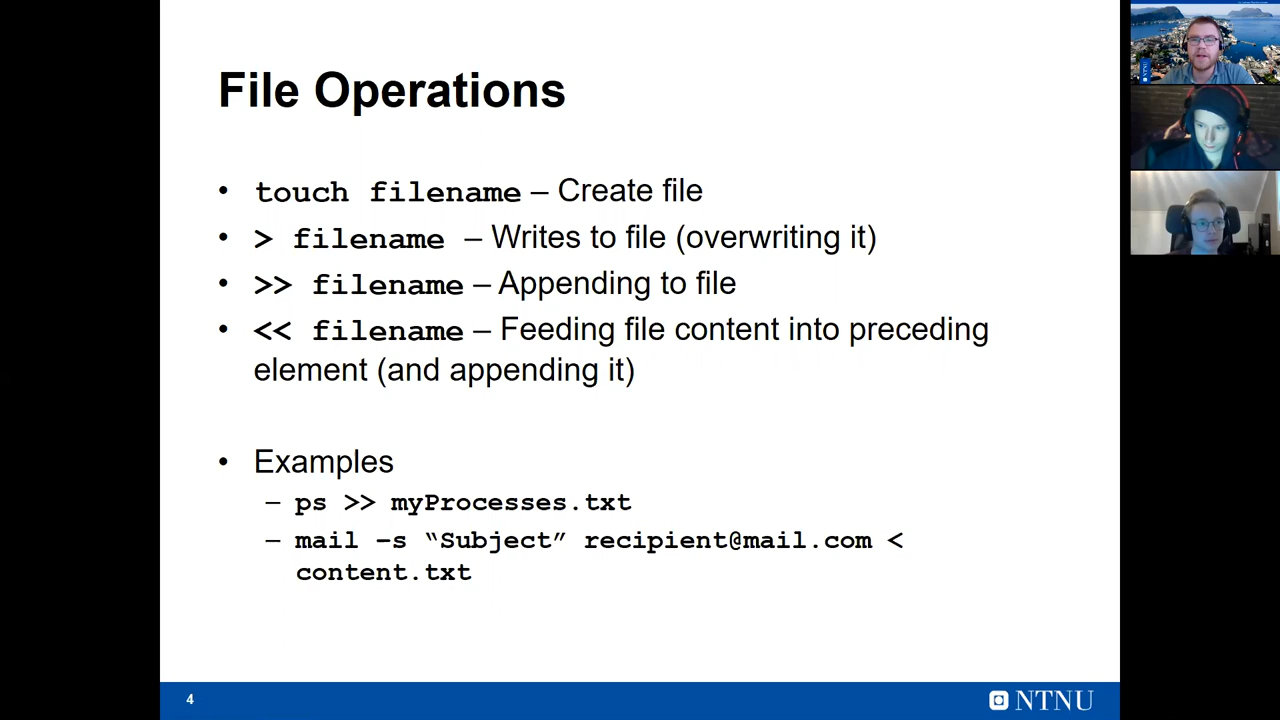 File Operations
• touch filename – Create file
• > filename – Writes to file (overwriting it)
• >> filename – Appending to file
• << filename – Feeding file content into preceding
element (and appending it)
• Examples
– ps >> myProcesses.txt
– mail –s “Subject” recipient@mail.com <
content.txt
4
NTNU
NTNU